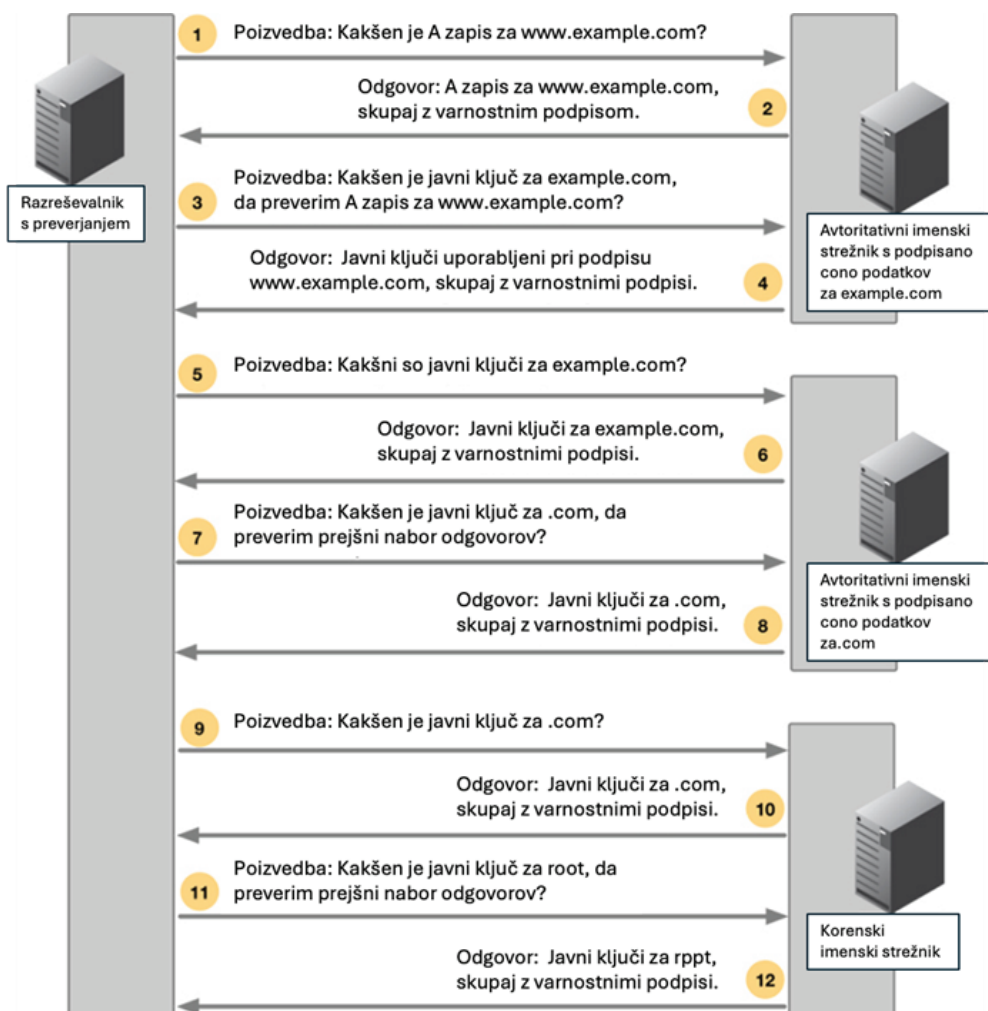 1
Poizvedba: Kakšen je A zapis za www.example.com?
Odgovor: A zapis za www.example.com,
skupaj z varnostnim podpisom.
2
Razreševalnik
s preverjanjem
3
Poizvedba: Kakšen je javni ključ za example.com,
da preverim A zapis za www.example.com?
Odgovor: Javni ključi uporabljeni pri podpisu
www.example.com, skupaj z varnostnimi podpisi.
4
Avtoritativni imenski
strežnik s podpisano
cono podatkov
za example.com
5
Poizvedba: Kakšni so javni ključi za example.com?
Odgovor: Javni ključi za example.com,
skupaj z varnostnimi podpisi.
6
7
Poizvedba: Kakšen je javni ključ za .com, da
preverim prejšni nabor odgovorov?
Odgovor: Javni ključi za .com,
skupaj z varnostnimi podpisi.
8
Avtoritativni imenski
strežnik s podpisano
cono podatkov
za.com
9
Poizvedba: Kakšen je javni ključ za .com?
Odgovor: Javni ključi za .com,
skupaj z varnostnimi podpisi.
10
11
Poizvedba: Kakšen je javni ključ za root, da
preverim prejšni nabor odgovorov?
Odgovor: Javni ključi za rppt,
skupaj z varnostnimi podpisi.
12
Korenski
imenski strežnik